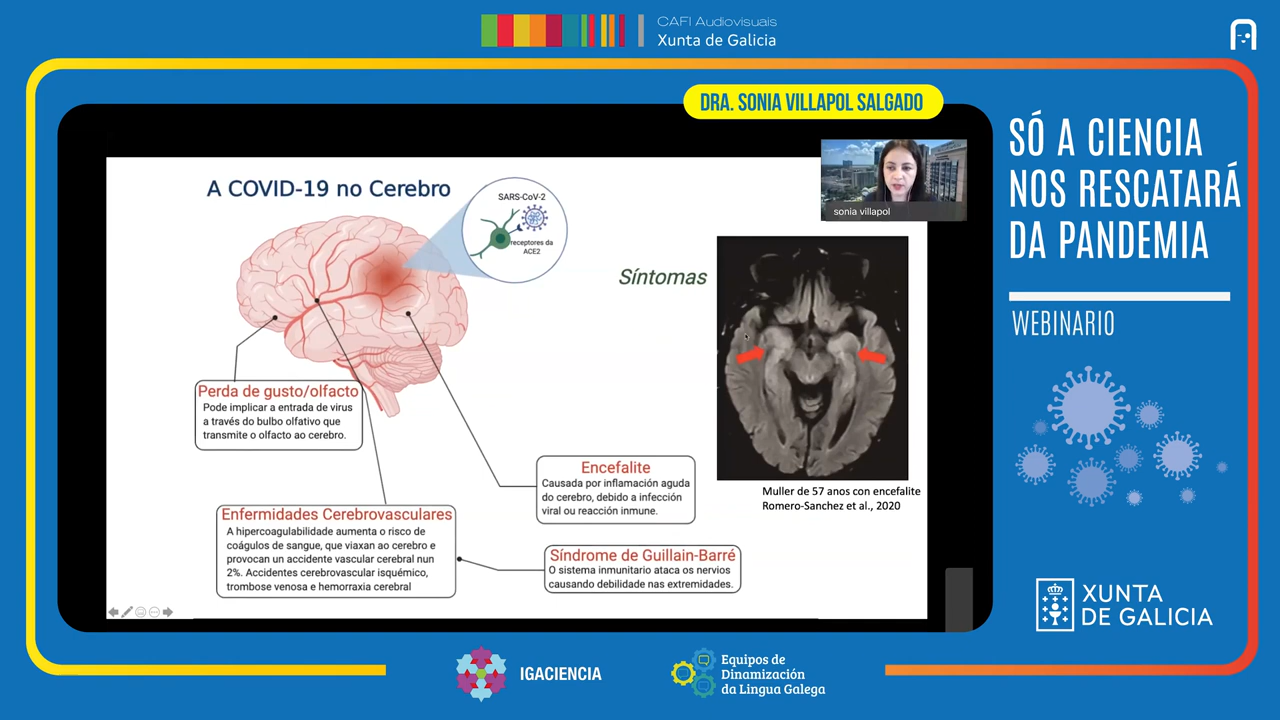 CAFI Audiovisuais
Xunta de Galicia
DRA. SONIA VILLAPOL SALGADO
SÓ A CIENCIA
NOS RESCATARÁ
DA PANDEMIA
WEBINARIO
sonia villapol
A COVID-19 no Cerebro
SARS-CoV-2
receptores da
ACE2
Síntomas
Perda de gusto/olfacto
Pode implicar a entrada de virus
a través do bulbo olfativo que
transmite o olfacto ao cerebro.
Encefalite
Causada por inflamación aguda
do cerebro, debido a infección
viral ou reacción inmune.
Muller de 57 anos con encefalite
Romero-Sanchez et al., 2020
Enfermidades Cerebrovasculares
A hipercoagulabilidade aumenta o risco de
coágulos de sangue, que viaxan ao cerebro e
provocan un accidente vascular cerebral nun
2%. Accidentes cerebrovascular isquémico,
trombose venosa e hemorraxia cerebral
Síndrome de Guillain-Barré
O sistema inmunitario ataca os nervios
causando debilidade nas extremidades.
XUNTA
DE GALICIA
IGACIENCIA
Equipos de
Dinamización
da Lingua Galega